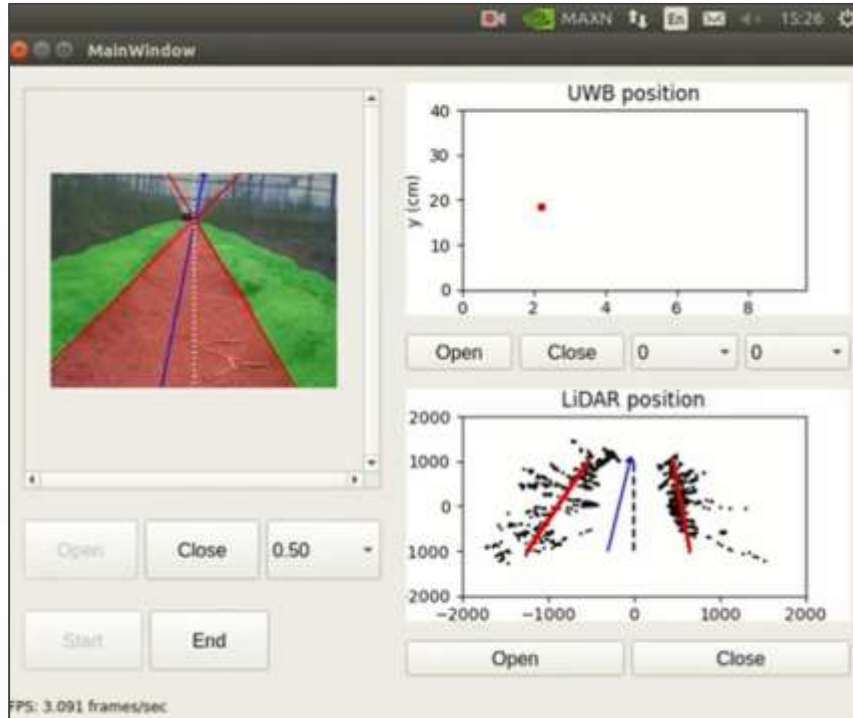 MAXN En 15:26
MainWindow
UWB position
40
30
20
10
0
y (cm)
0 2 4 6 8
Open Close 0 0
LiDAR position
2000
1000
0
1000
2000
−2000 −1000 0 1000 2000
Open Close
Open Close 0.50
Start End
FPS: 3.091 frames/sec